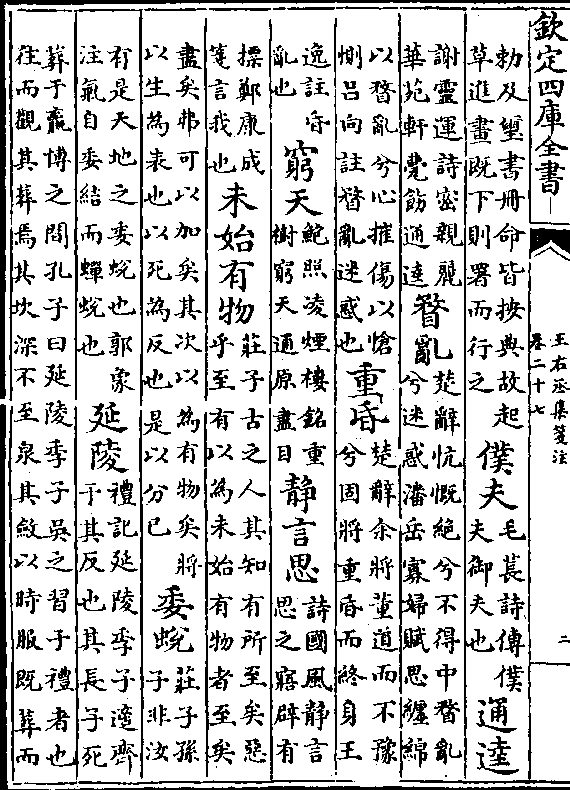 欽定四庫全書
王右丞集箋注
卷二十七
二
勅及璽書册命皆按典故起
草進畫既下則署而行之
僕夫
毛萇詩傳僕
夫御夫也
通逵
謝靈運詩密親麗
華苑軒甍飭通逵
瞀亂
楚辭忼慨絶兮不得中瞀亂
兮迷惑潘岳寡婦賦思纒綿
以瞀亂兮心摧傷以愴
惻吕向註瞀亂迷惑也
重昏
楚辭余將董道而不豫
兮固將重昏而終身王
逸註昏
亂也
窮天
鮑照凌煙樓銘重
樹窮天通原盡目
靜言思
詩國風靜言
思之寤辟有
摽鄭康成
箋言我也
未始有物
莊子古之人其知有所至矣惡
乎至有以為未始有物者至矣
盡矣弗可以加矣其次以為有物矣將
以生為喪也以死為反也是以分已
委蛻
莊子孫
子非汝
有是天地之委蛻也郭象
注氣自委結而蟬蛻也
延陵
禮記延陵季子適齊
于其反也其長子死
葬于嬴博之間孔子曰延陵季子吳之習于禮者也
往而觀其葬焉其坎深不至泉其斂以時服既葬而